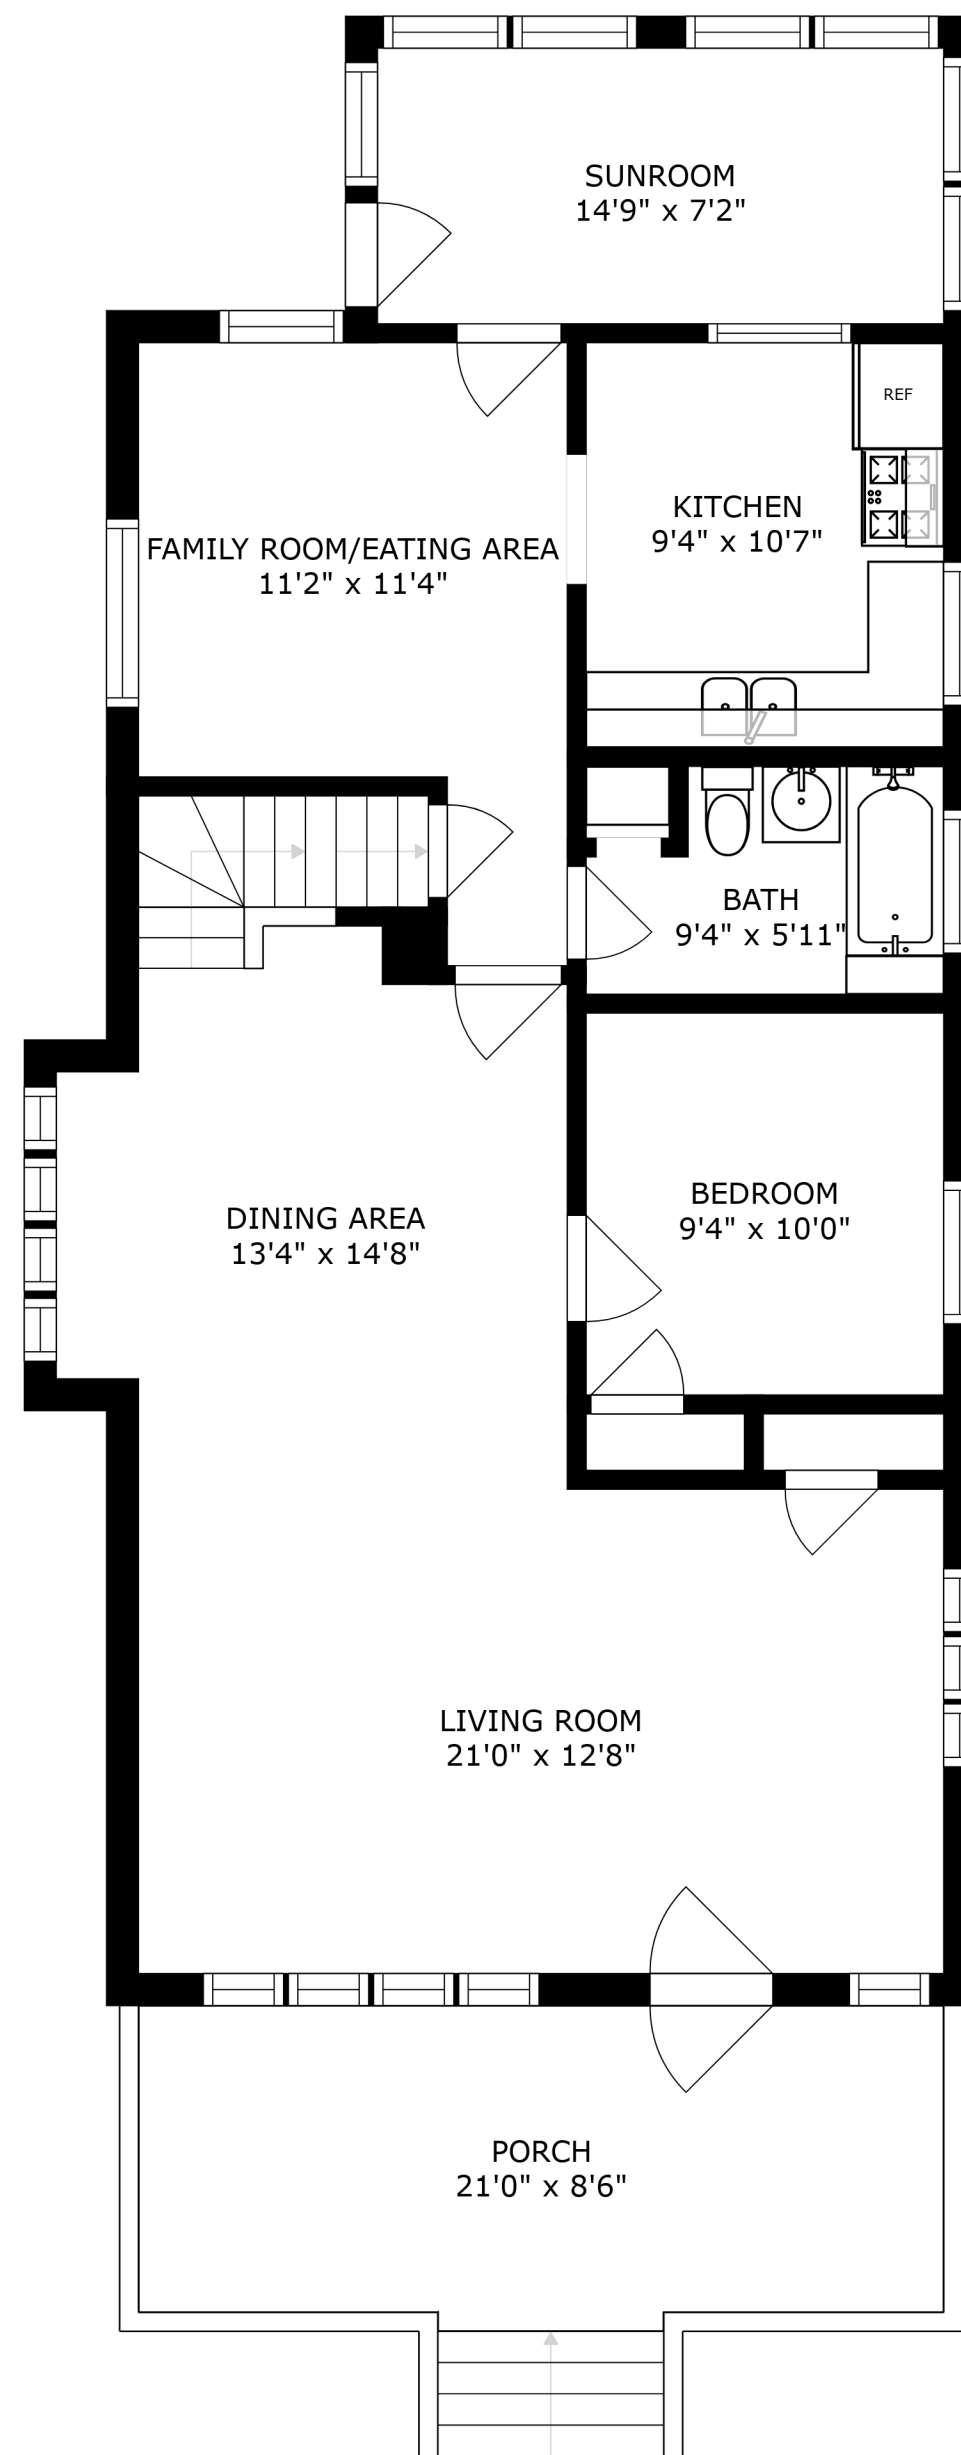 SUNROOM
14'9" x 7'2"
REF
KITCHEN
9'4" x 10'7"
FAMILY ROOM/EATING AREA
11'2" x 11'4"
BATH
9'4" x 5'11"
BEDROOM
9'4" x 10'0"
DINING AREA
13'4" x 14'8"
LIVING ROOM
21'0" x 12'8"
PORCH
21'0" x 8'6"